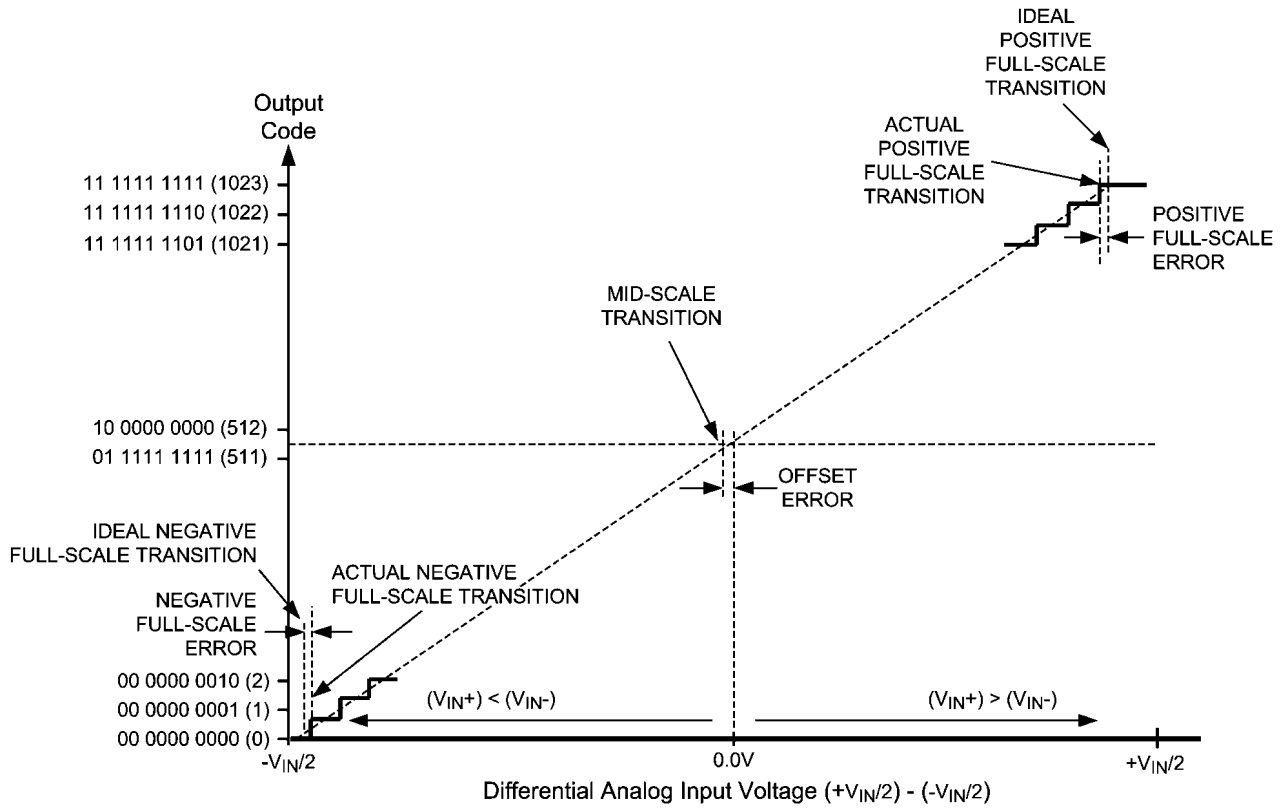 IDEAL
POSITIVE
FULL-SCALE
TRANSITION
Output
Code
ACTUAL
POSITIVE
FULL-SCALE
TRANSITION
11 1111 1111 (1023)
11 1111 1110 (1022)
11 1111 1101 (1021)
POSITIVE
FULL-SCALE
ERROR
MID-SCALE
TRANSITION
10 0000 0000 (512)
01 1111 1111 (511)
OFFSET
ERROR
IDEAL NEGATIVE
FULL-SCALE TRANSITION
ACTUAL NEGATIVE
FULL-SCALE TRANSITION
NEGATIVE
FULL-SCALE
ERROR
00 0000 0010 (2)
00 0000 0001 (1)
00 0000 0000 (0)
(VIN+) < (VIN-)
(VIN+) > (VIN-)
-VIN/2
0.0V
+VIN/2
Differential Analog Input Voltage (+VIN/2) - (-VIN/2)